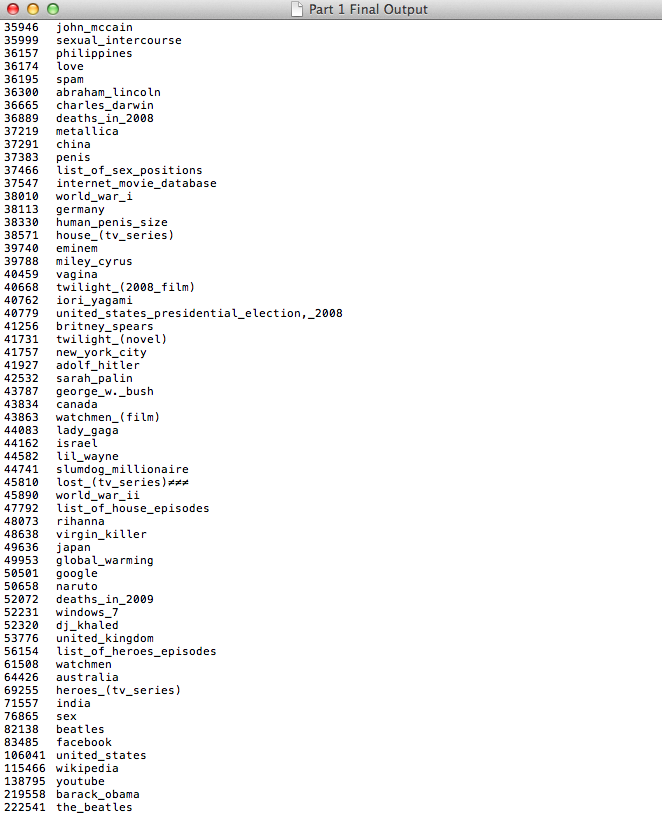 Part 1 Final Output
35946 john_mccain
35999 sexual_intercourse
36157 philippines
36174 love
36195 spam
36300 abraham_lincoln
36665 charles_darwin
36889 deaths_in_2008
37219 metallica
37291 china
37383 penis
37466 list_of_sex_positions
37547 internet_movie_database
38010 world_war_i
38113 germany
38330 human_penis_size
38571 house_(tv_series)
39740 eminem
39788 miley_cyrus
40459 vagina
40668 twilight_(2008_film)
40762 iori_yagami
40779 united_states_presidential_election,_2008
41256 britney_spears
41731 twilight_(novel)
41757 new_york_city
41927 adolf_hitler
42532 sarah_palin
43787 george_w._bush
43834 canada
43863 watchmen_(film)
44083 lady_gaga
44162 israel
44582 lil_wayne
44741 slumdog_millionaire
45810 lost_(tv_series)≠≠≠
45890 world_war_ii
47792 list_of_house_episodes
48073 rihanna
48638 virgin_killer
49636 japan
49953 global_warming
50501 google
50658 naruto
52072 deaths_in_2009
52231 windows_7
52320 dj_khaled
53776 united_kingdom
56154 list_of_heroes_episodes
61508 watchmen
64426 australia
69255 heroes_(tv_series)
71557 india
76865 sex
82138 beatles
83485 facebook
106041 united_states
115466 wikipedia
138795 youtube
219558 barack_obama
222541 the_beatles